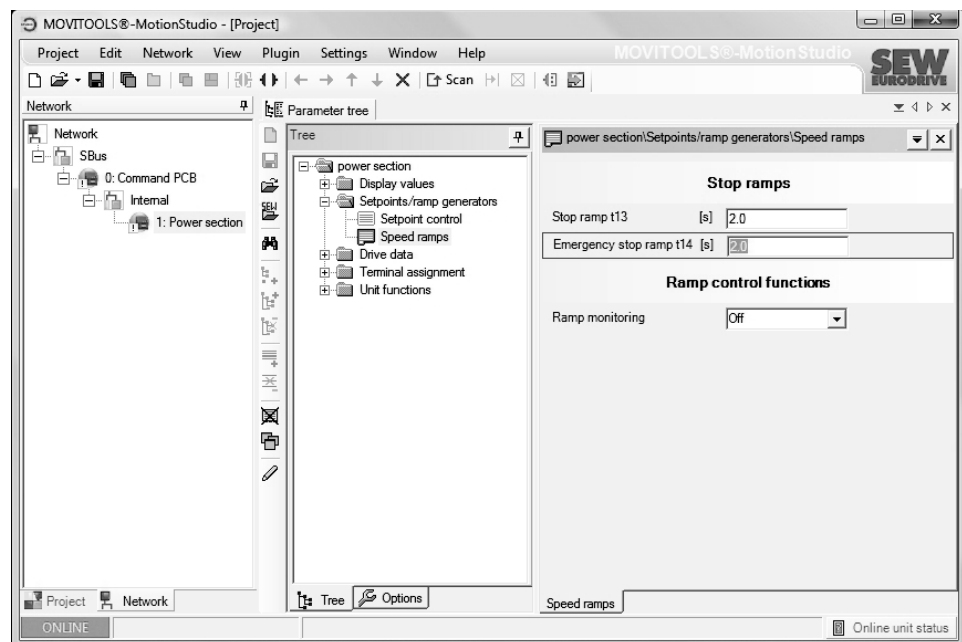 MOVITOOLS®-MotionStudio - [Project]
Project Edit Network View Plugin Settings Window Help
MOVITOOLS®-MotionStudio
SEW
EURODRIVE
Scan
Network
Parameter tree
Network
SBus
0: Command PCB
Internal
1: Power section
Tree
power section
Display values
Setpoints/ramp generators
Setpoint control
Speed ramps
Drive data
Terminal assignment
Unit functions
power section\Setpoints/ramp generators\Speed ramps
Stop ramps
Stop ramp t13 [s] 2.0
Emergency stop ramp t14 [s] 2.0
Ramp control functions
Ramp monitoring Off
Project Network
Tree Options
Speed ramps
ONLINE
Online unit status